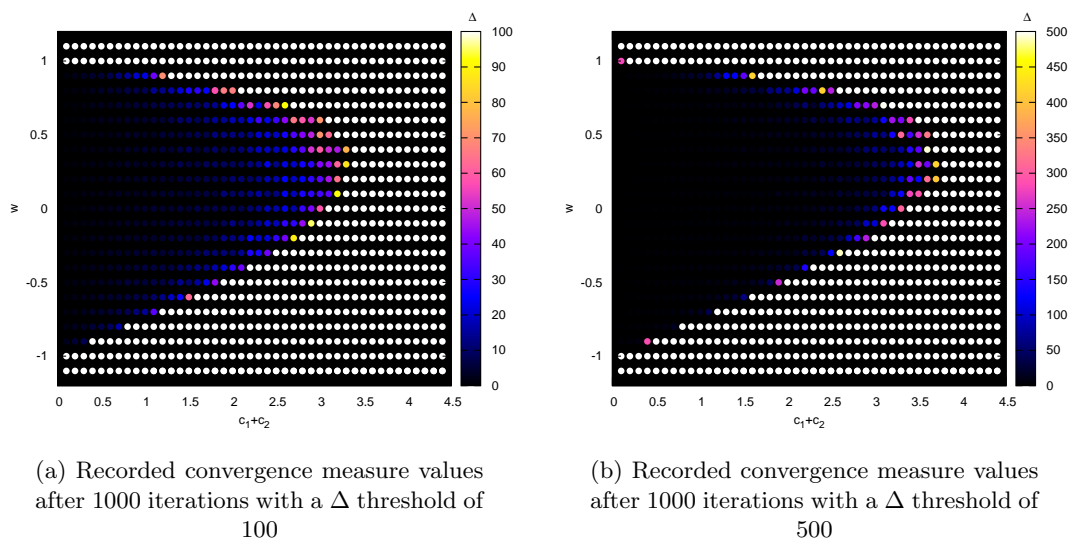 Δ
100
90
80
70
60
50
40
30
20
10
0
1
0.5
0
-0.5
-1
w
0 0.5 1 1.5 2 2.5 3 3.5 4 4.5
c1+c2
(a) Recorded convergence measure values
after 1000 iterations with a Δ threshold of
100
Δ
500
450
400
350
300
250
200
150
100
50
0
1
0.5
0
-0.5
-1
w
0 0.5 1 1.5 2 2.5 3 3.5 4 4.5
c1+c2
(b) Recorded convergence measure values
after 1000 iterations with a Δ threshold of
500